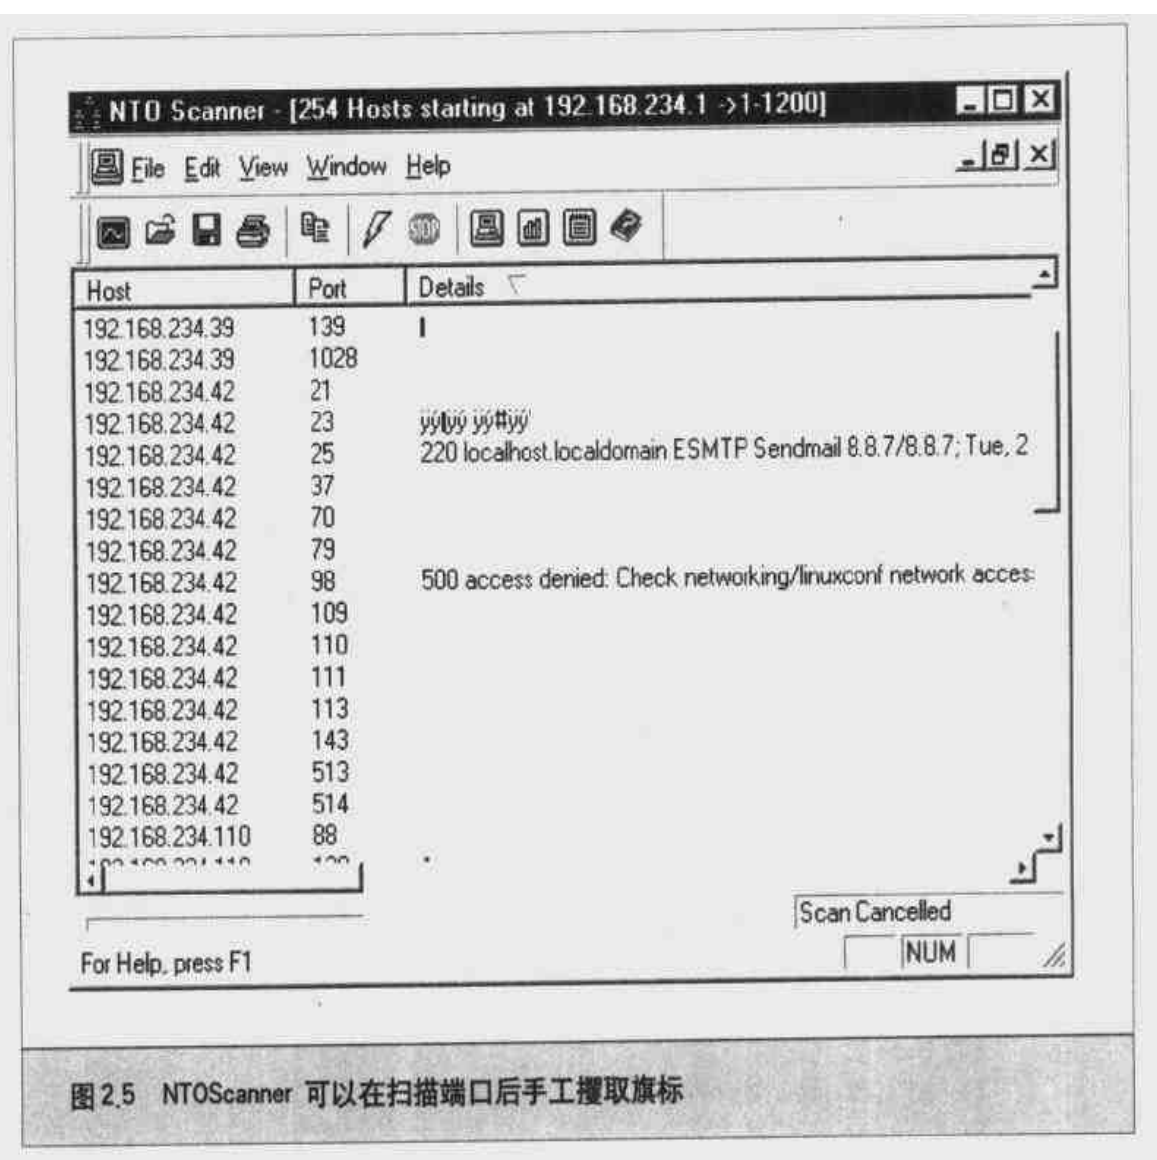 NTO Scanner - [254 Hosts starting at 192.168.234.1 ->1-1200]
File Edit View Window Help
STOP
Host Port Details
192.168.234.39 139
192.168.234.39 1028
192.168.234.42 21
192.168.234.42 23 ÿýÿý ÿý#ÿý'
192.168.234.42 25 220 localhost.localdomain ESMTP Sendmail 8.8.7/8.8.7; Tue, 2
192.168.234.42 37
192.168.234.42 70
192.168.234.42 79
192.168.234.42 98 500 access denied: Check networking/linuxconf network acces
192.168.234.42 109
192.168.234.42 110
192.168.234.42 111
192.168.234.42 113
192.168.234.42 143
192.168.234.42 513
192.168.234.42 514
192.168.234.110 88
Scan Cancelled
For Help, press F1 NUM
图 2.5 NTOScanner 可以在扫描端口后手工攫取旗标